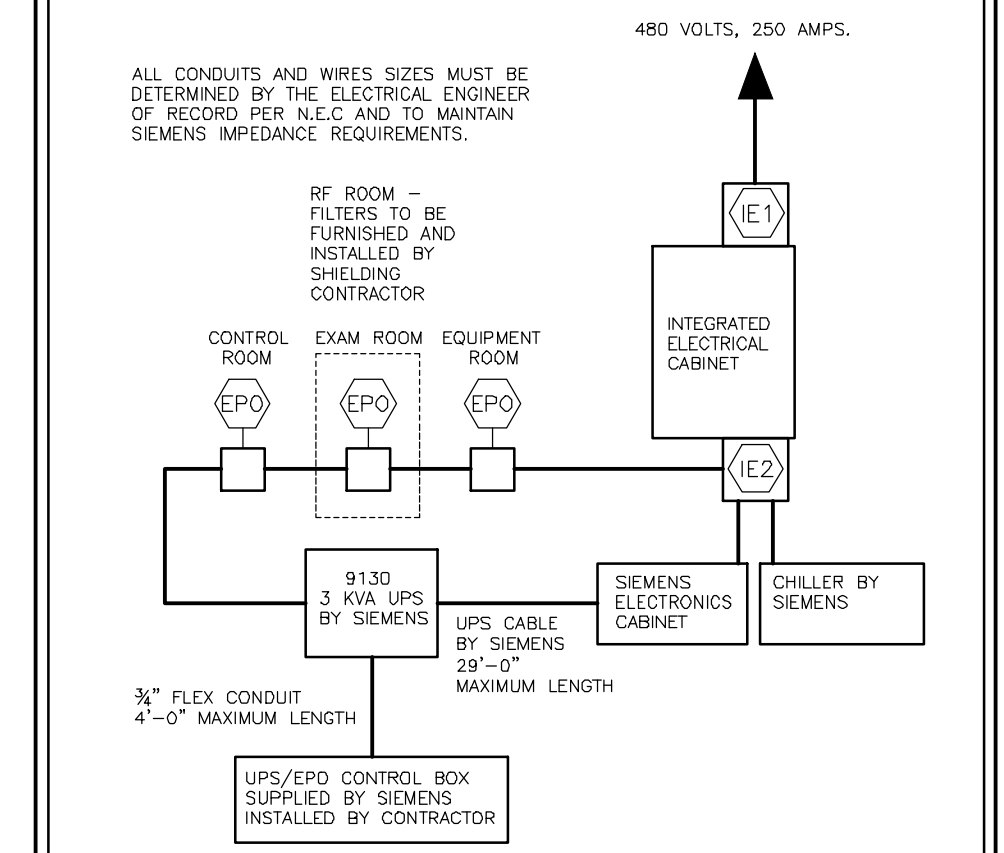 480 VOLTS, 250 AMPS.
ALL CONDUITS AND WIRES SIZES MUST BE
DETERMINED BY THE ELECTRICAL ENGINEER
OF RECORD PER N.E.C AND TO MAINTAIN
SIEMENS IMPEDANCE REQUIREMENTS.
RF ROOM –
FILTERS TO BE
FURNISHED AND
INSTALLED BY
SHIELDING
CONTRACTOR
IE1
INTEGRATED
ELECTRICAL
CABINET
CONTROL
ROOM
EXAM ROOM
EQUIPMENT
ROOM
EPO
EPO
EPO
IE2
9130
3 KVA UPS
BY SIEMENS
UPS CABLE
BY SIEMENS
29'–0"
MAXIMUM LENGTH
SIEMENS
ELECTRONICS
CABINET
CHILLER BY
SIEMENS
¾" FLEX CONDUIT
4'–0" MAXIMUM LENGTH
UPS/EPO CONTROL BOX
SUPPLIED BY SIEMENS
INSTALLED BY CONTRACTOR